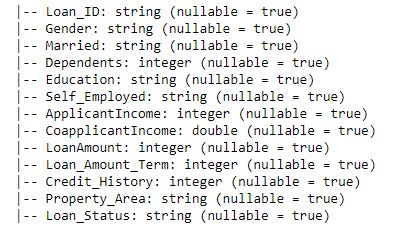 |-- Loan_ID: string (nullable = true)
|-- Gender: string (nullable = true)
|-- Married: string (nullable = true)
|-- Dependents: integer (nullable = true)
|-- Education: string (nullable = true)
|-- Self_Employed: string (nullable = true)
|-- ApplicantIncome: integer (nullable = true)
|-- CoapplicantIncome: double (nullable = true)
|-- LoanAmount: integer (nullable = true)
|-- Loan_Amount_Term: integer (nullable = true)
|-- Credit_History: integer (nullable = true)
|-- Property_Area: string (nullable = true)
|-- Loan_Status: string (nullable = true)